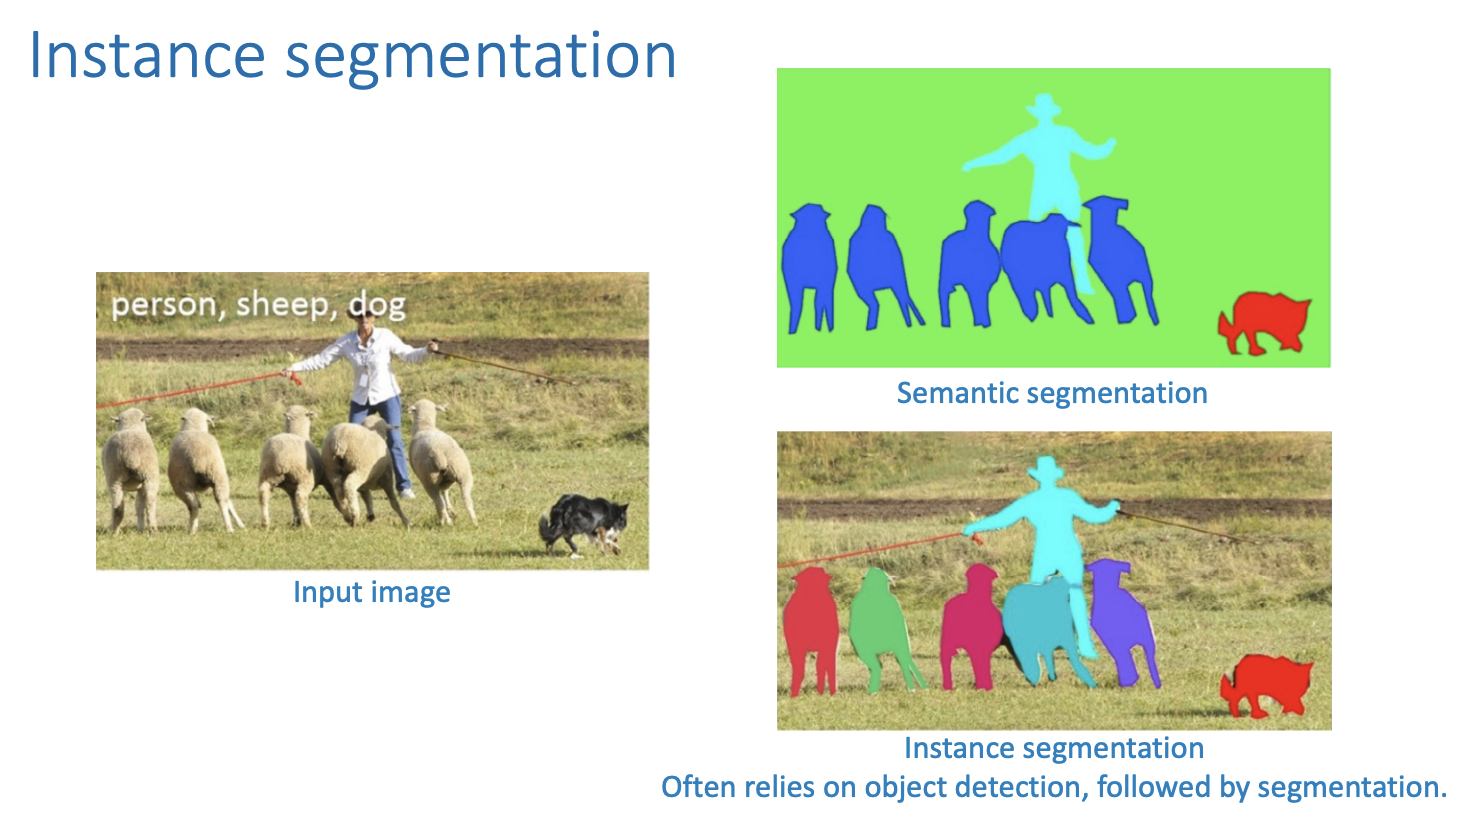 Instance segmentation
person, sheep, dog
Input image
Semantic segmentation
Instance segmentation
Often relies on object detection, followed by segmentation.